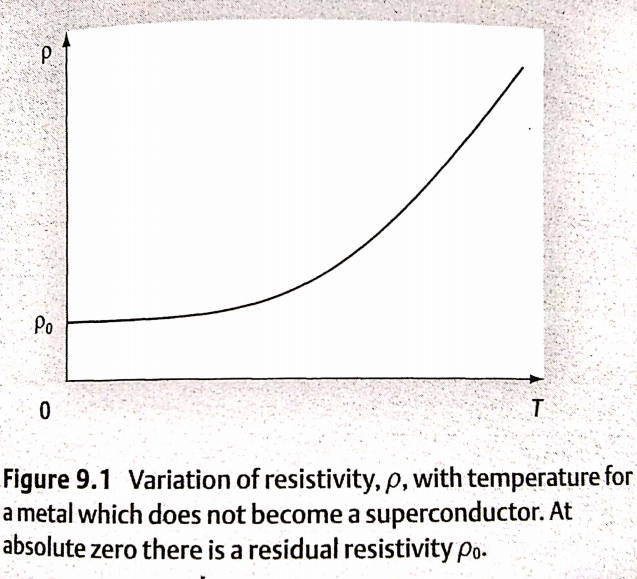 ρ
ρ₀
0
T
Figure 9.1 Variation of resistivity, ρ, with temperature for
a metal which does not become a superconductor. At
absolute zero there is a residual resistivity ρ₀.